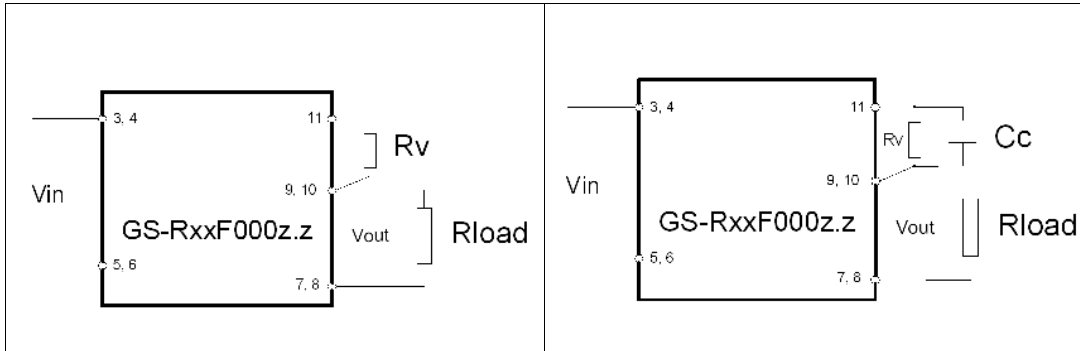 3, 4
11
Rv
9, 10
Vin
GS-RxxF000z.z
Vout
Rload
5, 6
7, 8
3, 4
11
Rv
Cc
9, 10
Vin
GS-RxxF000z.z
Vout
Rload
5, 6
7, 8